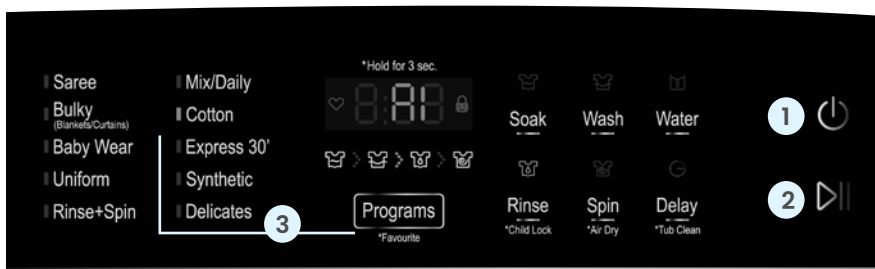 *Hold for 3 sec.
Saree
Mix/Daily
AI
Bulky
(Blankets/Curtains)
Cotton
Soak
Wash
Water
1
Baby Wear
Express 30'
Uniform
Synthetic
2
Rinse+Spin
Delicates
3
Programs
*Favourite
Rinse
*Child Lock
Spin
*Air Dry
Delay
*Tub Clean